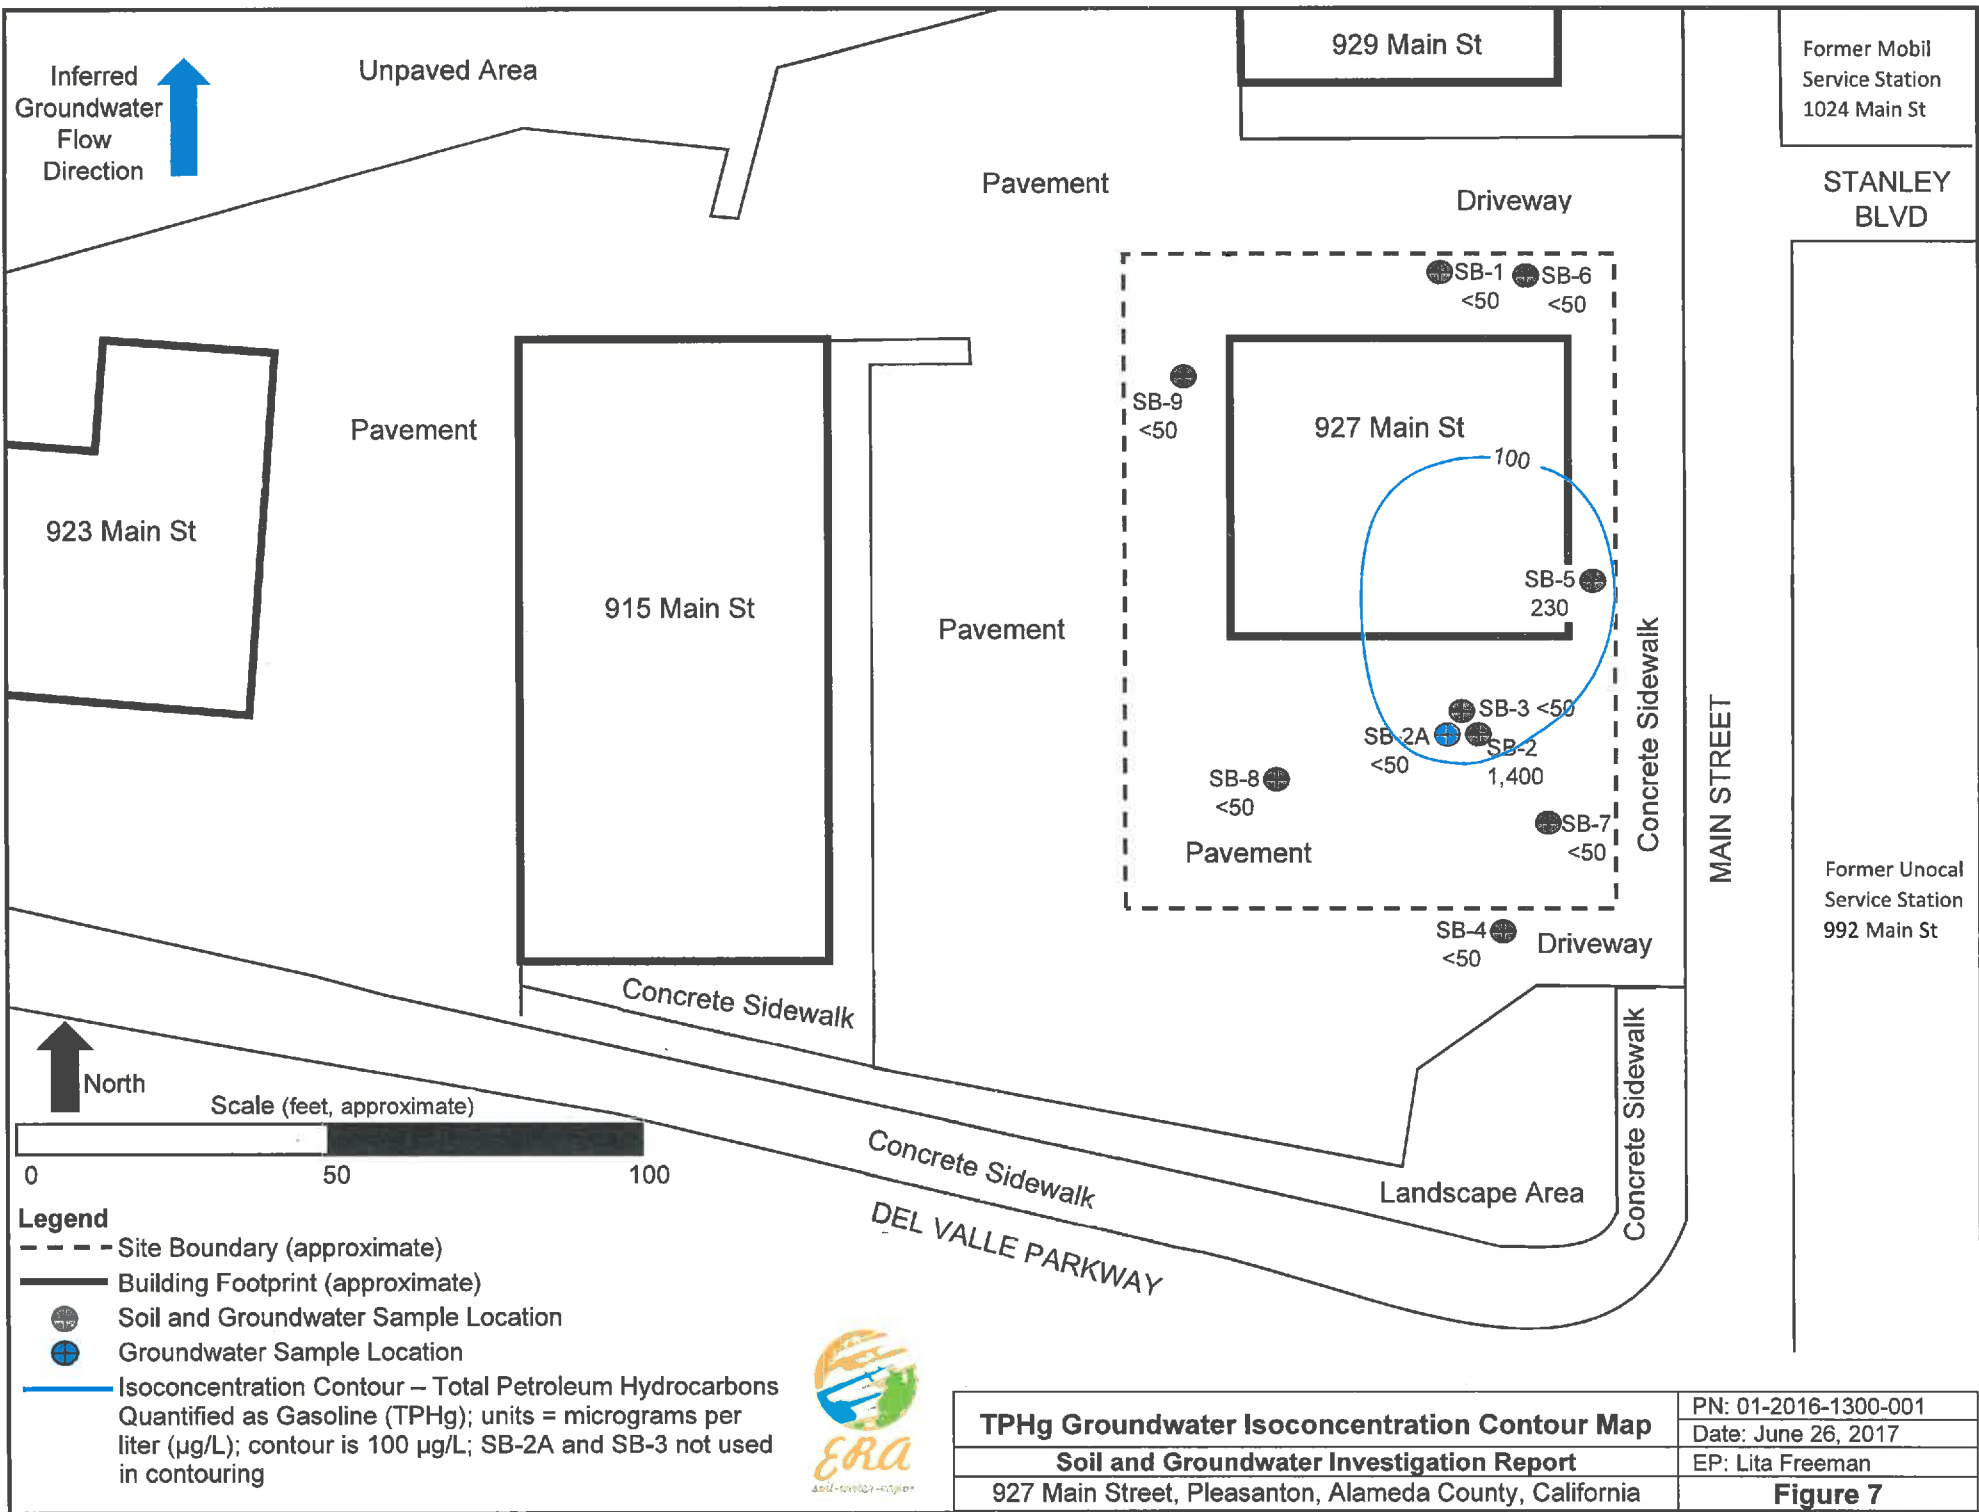 Inferred
Groundwater
Flow
Direction
Unpaved Area
929 Main St
Former Mobil
Service Station
1024 Main St
STANLEY
BLVD
Pavement
Driveway
SB-1
<50
SB-6
<50
SB-9
<50
927 Main St
100
Pavement
923 Main St
915 Main St
Pavement
SB-5
230
SB-3 <50
SB-2A
<50
SB-2
1,400
SB-8
<50
SB-7
<50
Pavement
Concrete Sidewalk
MAIN STREET
Former Unocal
Service Station
992 Main St
SB-4
<50
Driveway
Concrete Sidewalk
Concrete Sidewalk
North
Scale (feet, approximate)
0 50 100
Concrete Sidewalk
Landscape Area
DEL VALLE PARKWAY
Legend
Site Boundary (approximate)
Building Footprint (approximate)
Soil and Groundwater Sample Location
Groundwater Sample Location
Isoconcentration Contour – Total Petroleum Hydrocarbons
Quantified as Gasoline (TPHg); units = micrograms per
liter (µg/L); contour is 100 µg/L; SB-2A and SB-3 not used
in contouring
ERA
soil-water-vapor
TPHg Groundwater Isoconcentration Contour Map
Soil and Groundwater Investigation Report
927 Main Street, Pleasanton, Alameda County, California
PN: 01-2016-1300-001
Date: June 26, 2017
EP: Lita Freeman
Figure 7